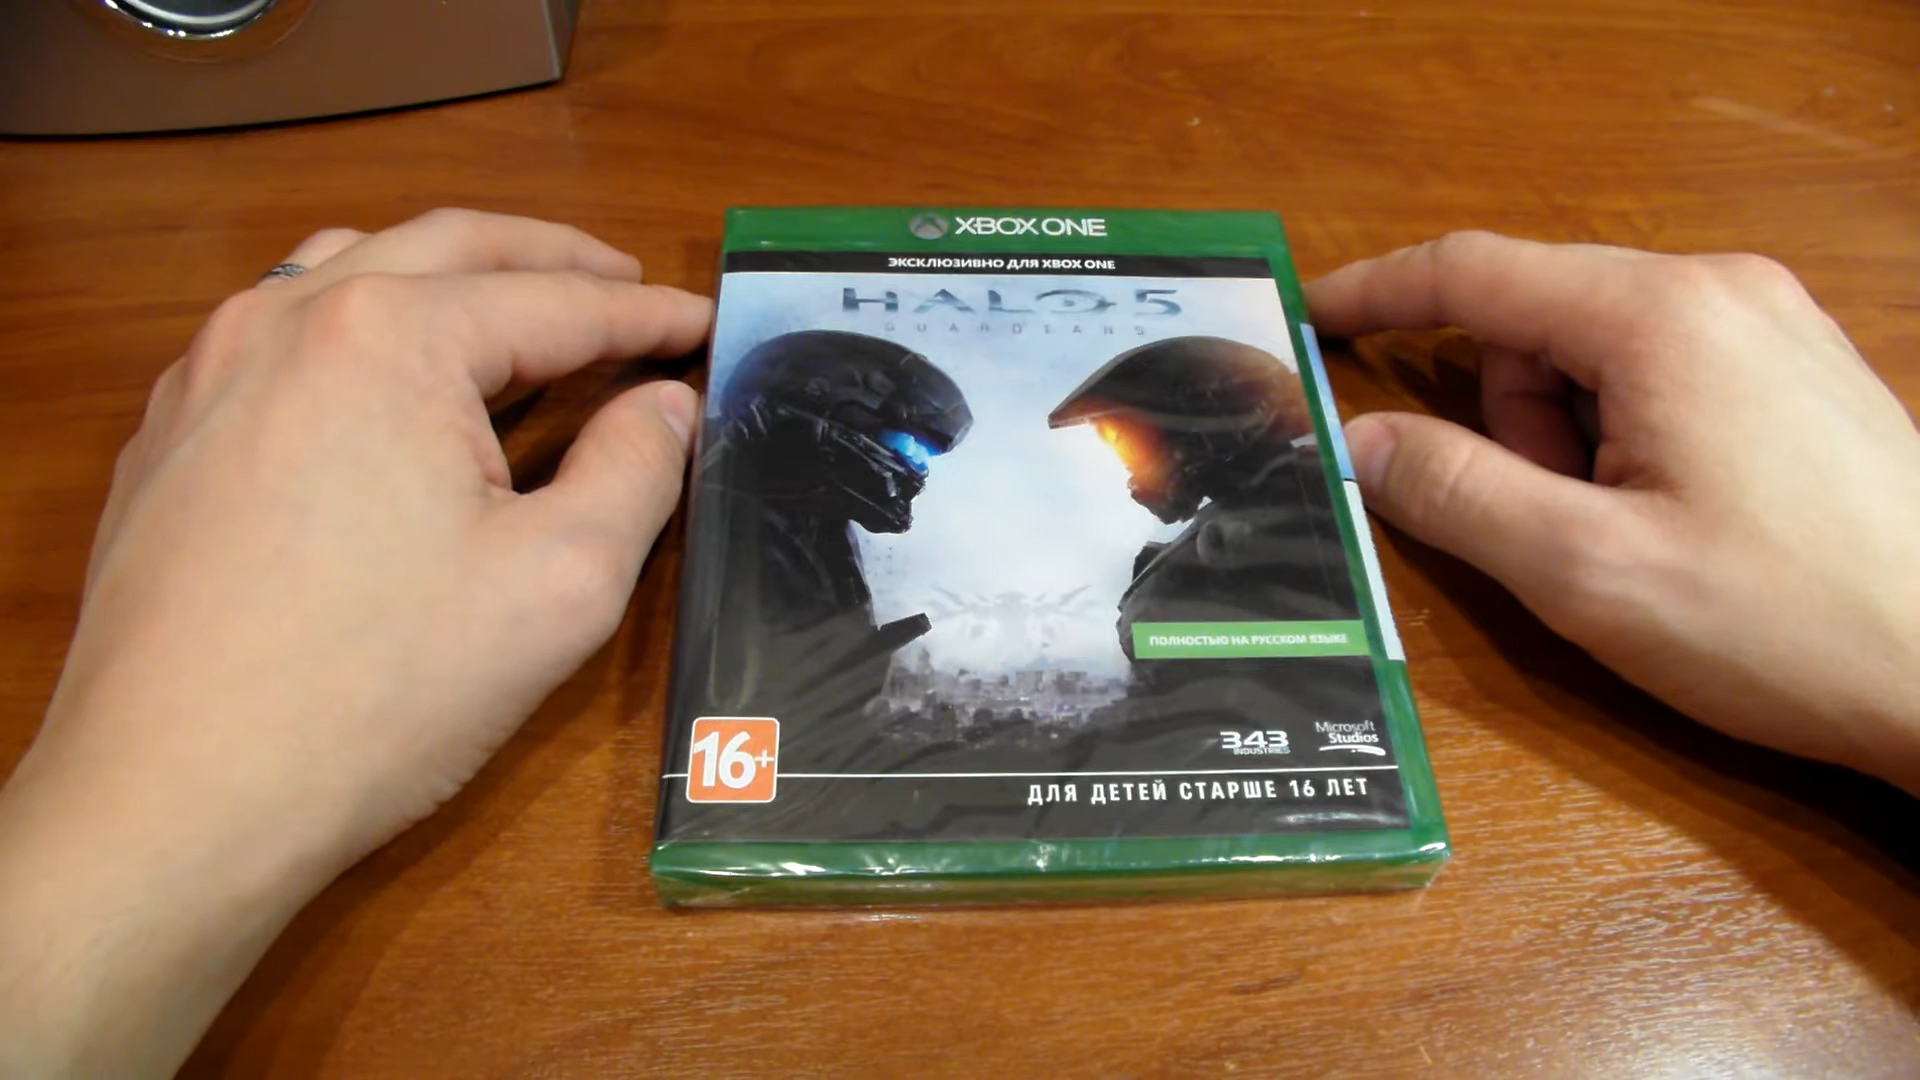 XBOX ONE
ЭКСКЛЮЗИВНО ДЛЯ XBOX ONE
HALO 5
GUARDIANS
ПОЛНОСТЬЮ НА РУССКОМ ЯЗЫКЕ
16+
343 INDUSTRIES
Microsoft Studios
ДЛЯ ДЕТЕЙ СТАРШЕ 16 ЛЕТ